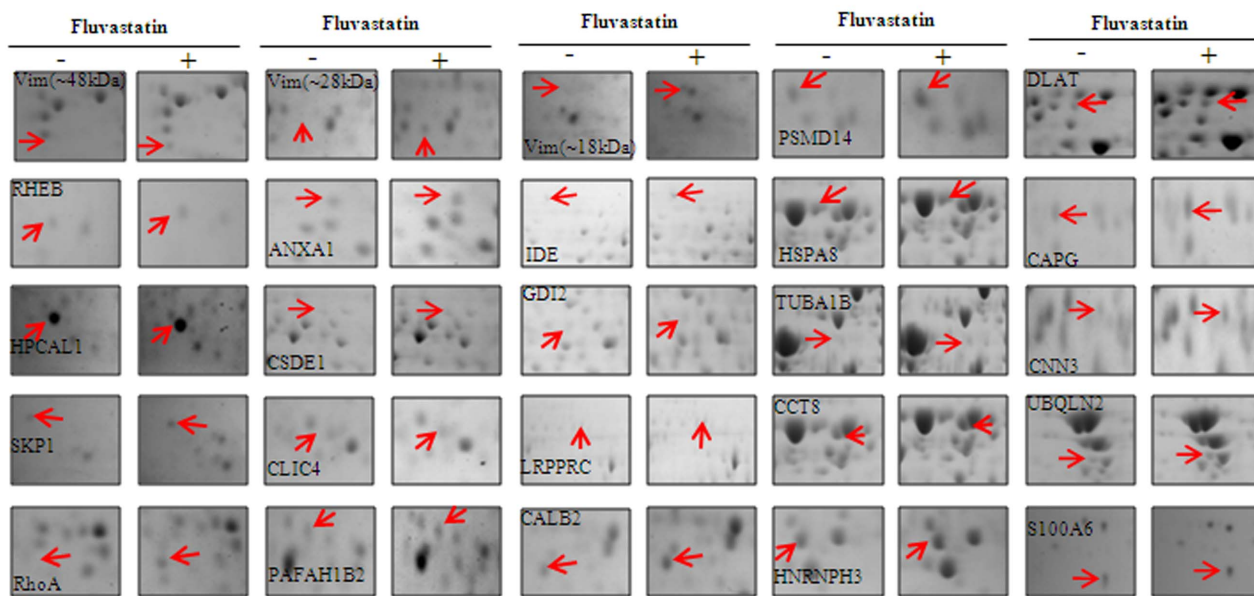 Fluvastatin Fluvastatin Fluvastatin Fluvastatin Fluvastatin
- + - + - + - + - +
Vim(~48kDa) Vim(~28kDa) Vim(~18kDa) PSMD14 DLAT
RHEB ANXA1 IDE HSPA8 CAPG
HPCAL1 CSDE1 GDI2 TUBA1B CNN3
SKP1 CLIC4 LRPPRC CCT8 UBQLN2
RhoA PAFAH1B2 CALB2 HNRNPH3 S100A6